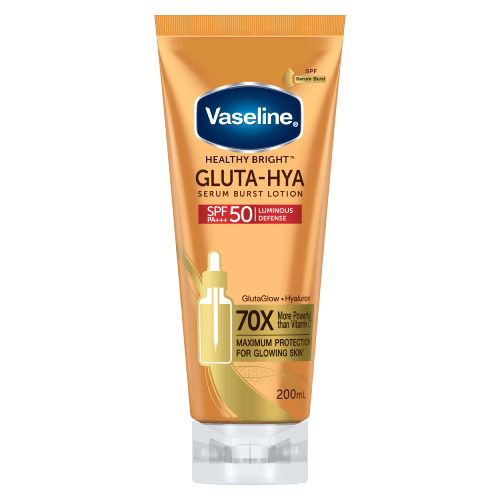 SPF
Serum Burst
Vaseline®
HEALTHY BRIGHT™
GLUTA-HYA
SERUM BURST LOTION
SPF 50
PA+++
LUMINOUS
DEFENSE
GlutaGlow • Hyaluron
70X
More Powerful
than Vitamin C
MAXIMUM PROTECTION
FOR GLOWING SKIN*
200mL